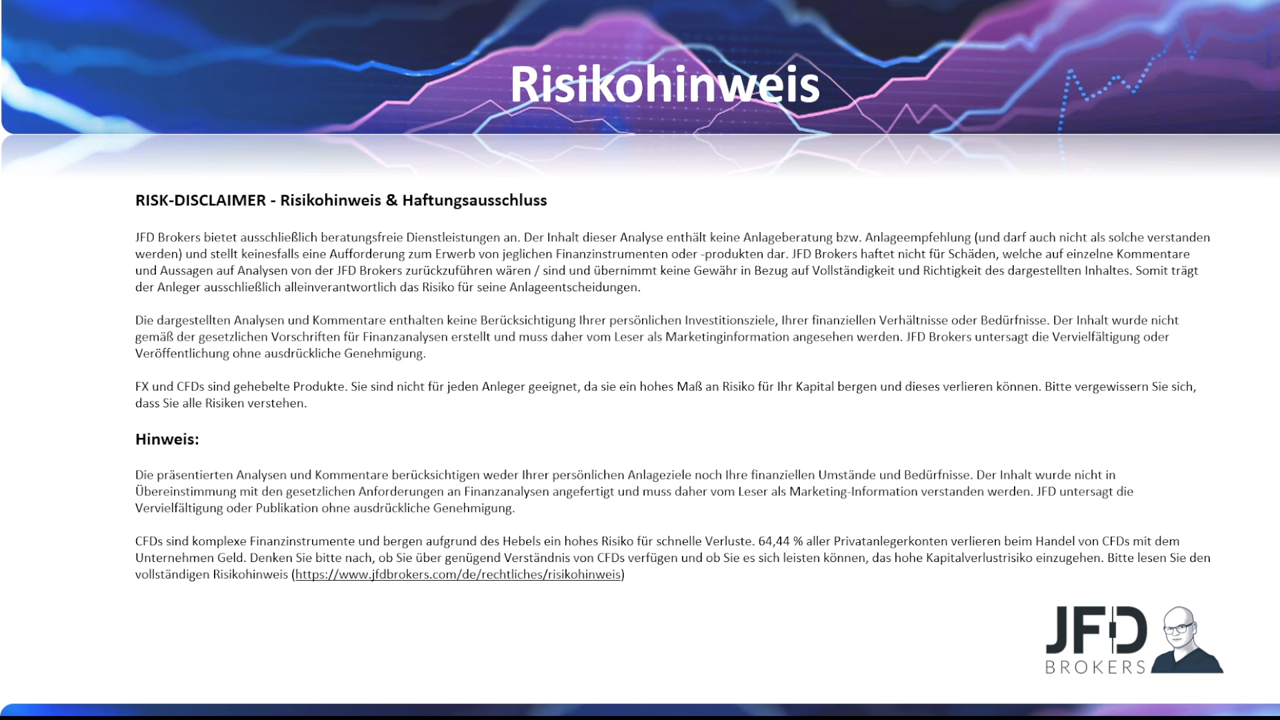 Risikohinweis
RISK-DISCLAIMER - Risikohinweis & Haftungsausschluss
JFD Brokers bietet ausschließlich beratungsfreie Dienstleistungen an. Der Inhalt dieser Analyse enthält keine Anlageberatung bzw. Anlageempfehlung (und darf auch nicht als solche verstanden
werden) und stellt keinesfalls eine Aufforderung zum Erwerb von jeglichen Finanzinstrumenten oder -produkten dar. JFD Brokers haftet nicht für Schäden, welche auf einzelne Kommentare
und Aussagen auf Analysen von der JFD Brokers zurückzuführen wären / sind und übernimmt keine Gewähr in Bezug auf Vollständigkeit und Richtigkeit des dargestellten Inhaltes. Somit trägt
der Anleger ausschließlich alleinverantwortlich das Risiko für seine Anlageentscheidungen.
Die dargestellten Analysen und Kommentare enthalten keine Berücksichtigung Ihrer persönlichen Investitionsziele, Ihrer finanziellen Verhältnisse oder Bedürfnisse. Der Inhalt wurde nicht
gemäß der gesetzlichen Vorschriften für Finanzanalysen erstellt und muss daher vom Leser als Marketinginformation angesehen werden. JFD Brokers untersagt die Vervielfältigung oder
Veröffentlichung ohne ausdrückliche Genehmigung.
FX und CFDs sind gehebelte Produkte. Sie sind nicht für jeden Anleger geeignet, da sie ein hohes Maß an Risiko für Ihr Kapital bergen und dieses verlieren können. Bitte vergewissern Sie sich,
dass Sie alle Risiken verstehen.
Hinweis:
Die präsentierten Analysen und Kommentare berücksichtigen weder Ihrer persönlichen Anlageziele noch Ihre finanziellen Umstände und Bedürfnisse. Der Inhalt wurde nicht in
Übereinstimmung mit den gesetzlichen Anforderungen an Finanzanalysen angefertigt und muss daher vom Leser als Marketing-Information verstanden werden. JFD untersagt die
Vervielfältigung oder Publikation ohne ausdrückliche Genehmigung.
CFDs sind komplexe Finanzinstrumente und bergen aufgrund des Hebels ein hohes Risiko für schnelle Verluste. 64,44 % aller Privatanlegerkonten verlieren beim Handel von CFDs mit dem
Unternehmen Geld. Denken Sie bitte nach, ob Sie über genügend Verständnis von CFDs verfügen und ob Sie es sich leisten können, das hohe Kapitalverlustrisiko einzugehen. Bitte lesen Sie den
vollständigen Risikohinweis (https://www.jfdbrokers.com/de/rechtliches/risikohinweis)
JFD
BROKERS